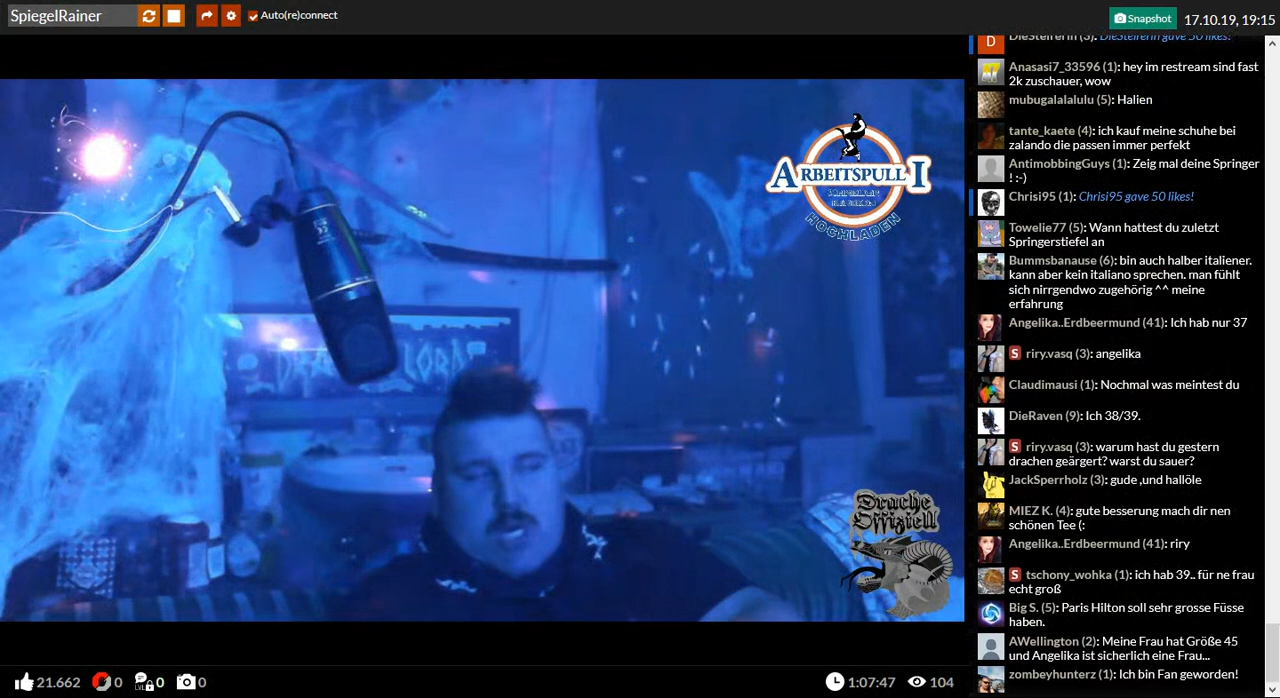 SpiegelRainer
Auto(re)connect
Snapshot
17.10.19, 19:15
D
DieSteirerin (3): DieSteirerin gave 50 likes!
Anasasi7_33596 (1): hey im restream sind fast
2k zuschauer, wow
mubugalalalulu (5): Halien
tante_kaete (4): ich kauf meine schuhe bei
zalando die passen immer perfekt
AntimobbingGuys (1): Zeig mal deine Springer
! :-)
Chrisi95 (1): Chrisi95 gave 50 likes!
Towelie77 (5): Wann hattest du zuletzt
Springerstiefel an
Bummsbanause (6): bin auch halber italiener.
kann aber kein italiano sprechen. man fühlt
sich nirrgendwo zugehörig ^^ meine
erfahrung
Angelika..Erdbeermund (41): Ich hab nur 37
S riry.vasq (3): angelika
Claudimausi (1): Nochmal was meintest du
DieRaven (9): Ich 38/39.
S riry.vasq (3): warum hast du gestern
drachen geärgert? warst du sauer?
JackSperrholz (3): gude ,und hallöle
MIEZ K. (4): gute besserung mach dir nen
schönen Tee (:
Angelika..Erdbeermund (41): riry
S tschony_wohka (1): ich hab 39.. für ne frau
echt groß
Big S. (5): Paris Hilton soll sehr grosse Füsse
haben.
AWellington (2): Meine Frau hat Größe 45
und Angelika ist sicherlich eine Frau...
zombeyhunterz (1): Ich bin Fan geworden!
ARBEITSPULLI
HOCHLADEN
LORD
Drache
Offiziell
21.662
0
LVL
0
0
1:07:47
104